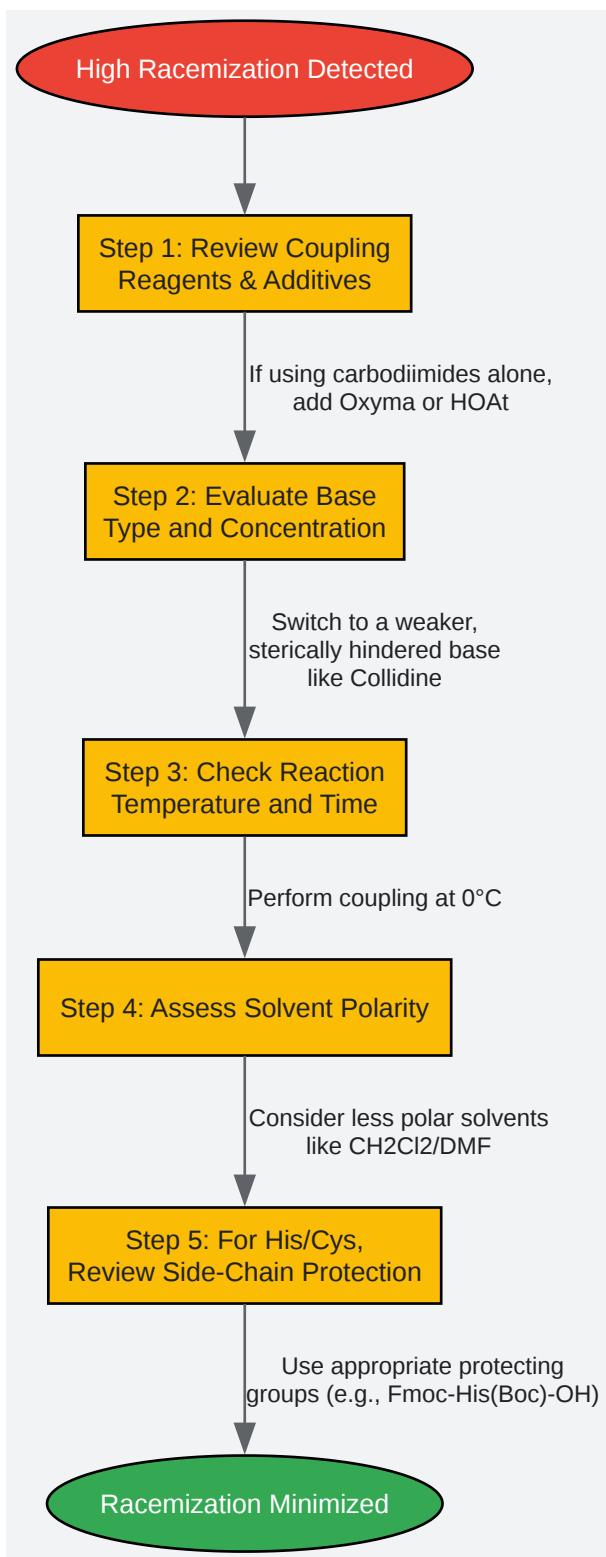 High Racemization Detected
Step 1: Review Coupling
Reagents & Additives
If using carbodiimides alone,
add Oxyma or HOAt
Step 2: Evaluate Base
Type and Concentration
Switch to a weaker,
sterically hindered base
like Collidine
Step 3: Check Reaction
Temperature and Time
Perform coupling at 0°C
Step 4: Assess Solvent Polarity
Consider less polar solvents
like CH2Cl2/DMF
Step 5: For His/Cys,
Review Side-Chain Protection
Use appropriate protecting
groups (e.g., Fmoc-His(Boc)-OH)
Racemization Minimized